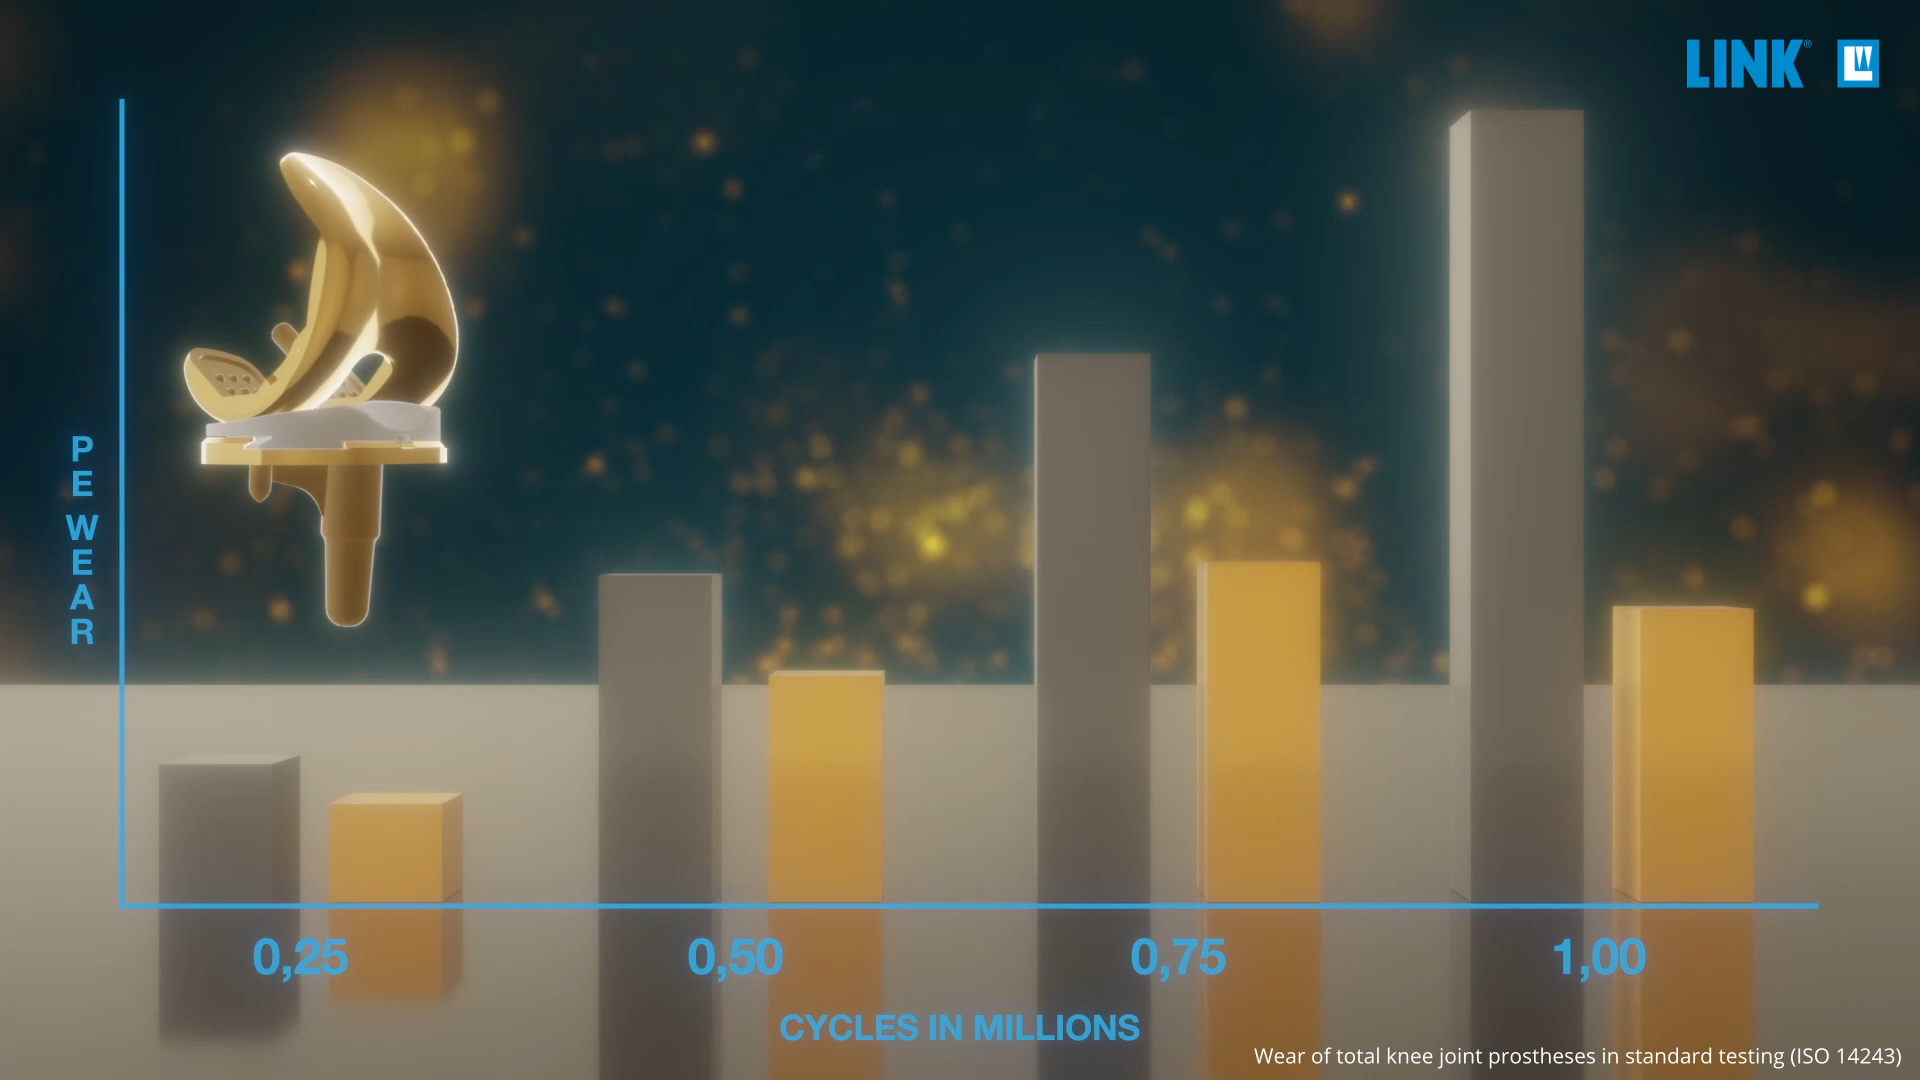 LINK®
PE WEAR
0,25 0,50 0,75 1,00
CYCLES IN MILLIONS
Wear of total knee joint prostheses in standard testing (ISO 14243)